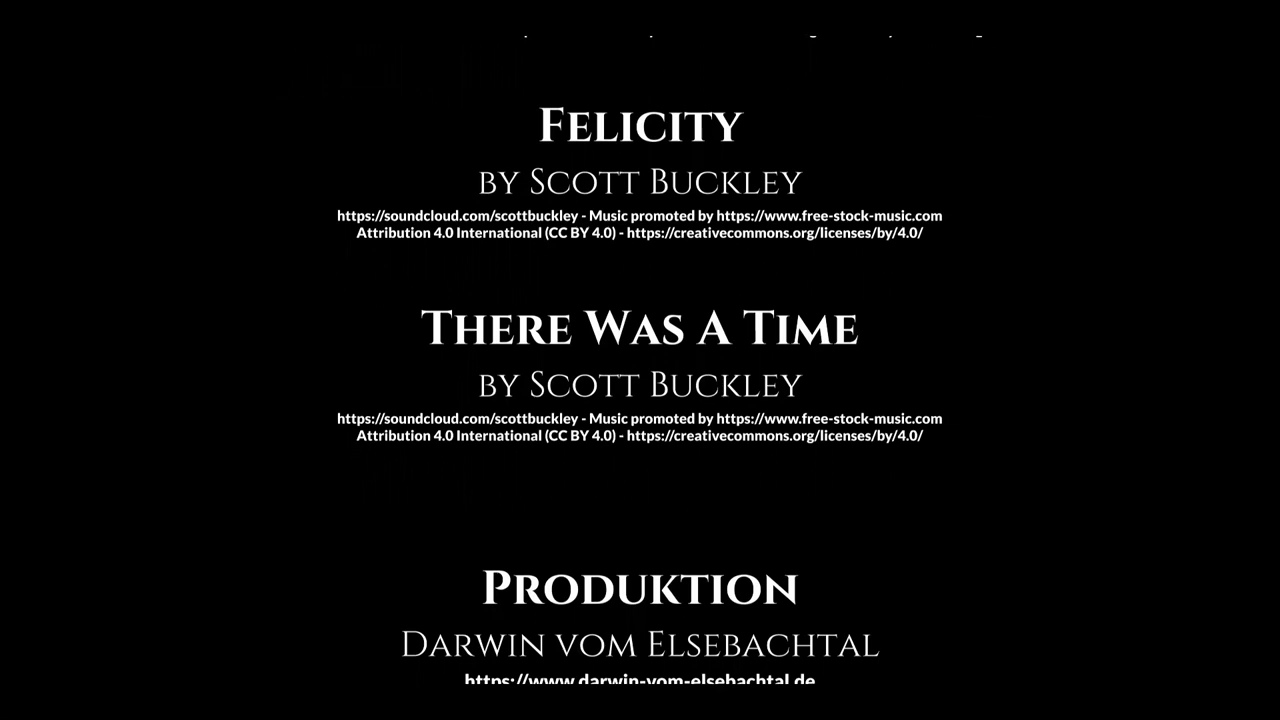 Felicity
by Scott Buckley
https://soundcloud.com/scottbuckley - Music promoted by https://www.free-stock-music.com
Attribution 4.0 International (CC BY 4.0) - https://creativecommons.org/licenses/by/4.0/
There Was A Time
by Scott Buckley
https://soundcloud.com/scottbuckley - Music promoted by https://www.free-stock-music.com
Attribution 4.0 International (CC BY 4.0) - https://creativecommons.org/licenses/by/4.0/
Produktion
Darwin vom Elsebachtal
https://www.darwin-vom-elsebachtal.de